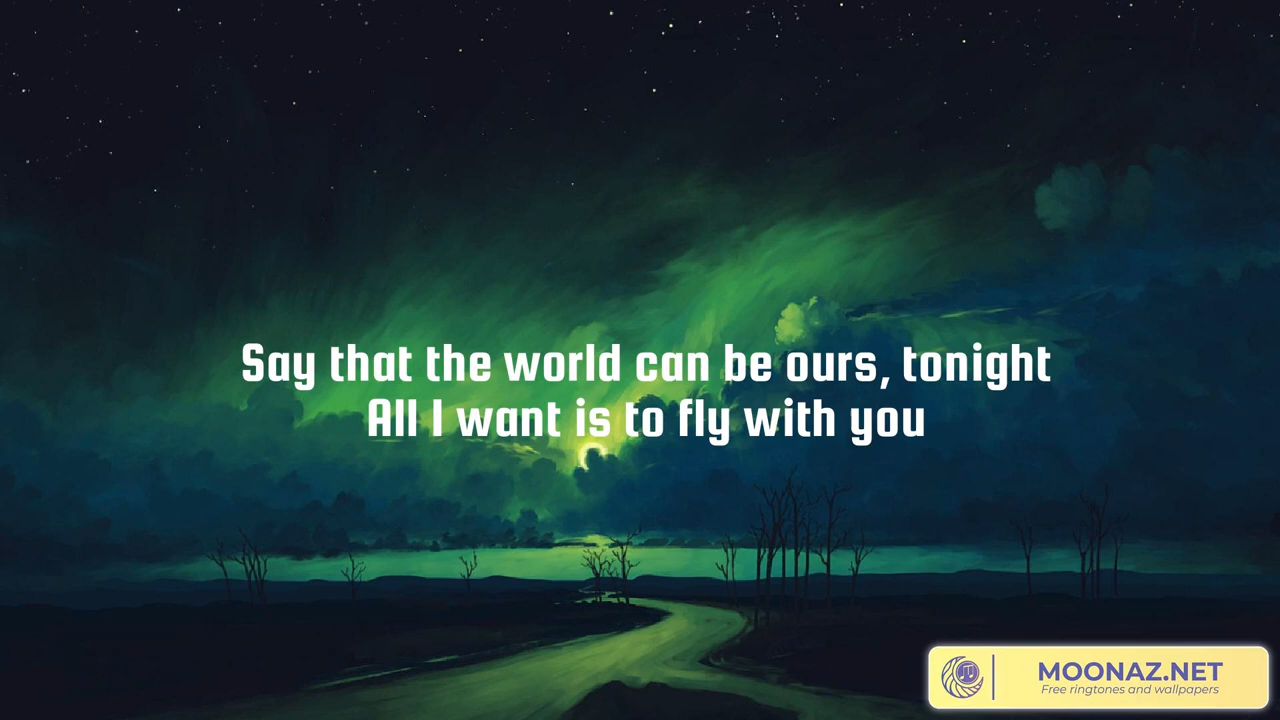 Say that the world can be ours, tonight
All I want is to fly with you
MOONAZ.NET
Free ringtones and wallpapers